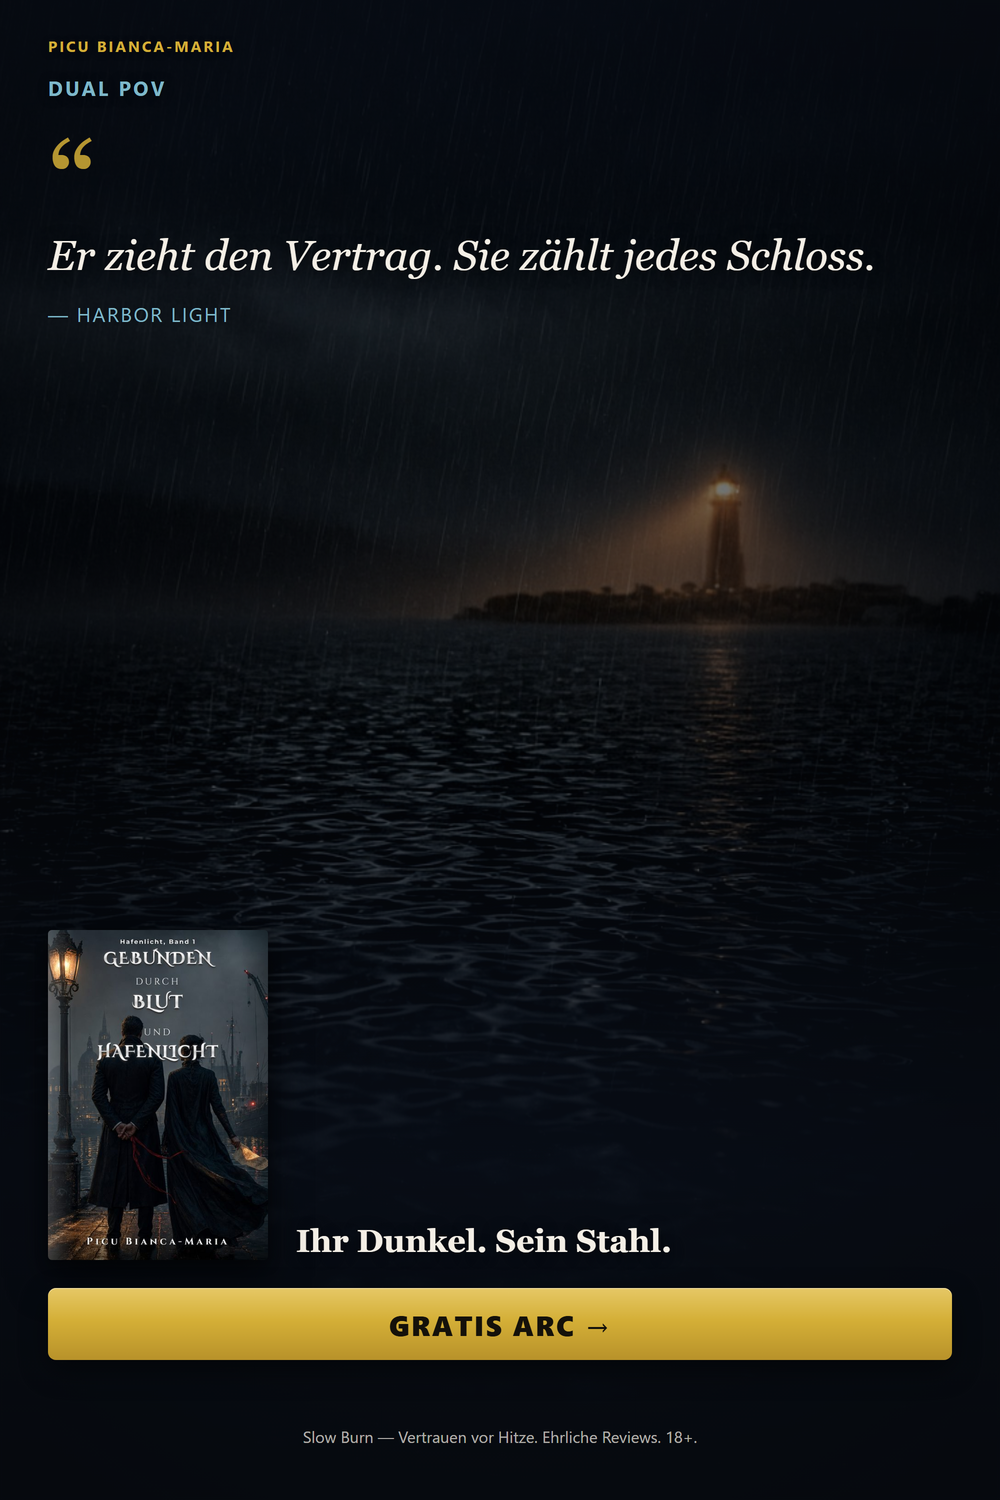 PICU BIANCA-MARIA
DUAL POV
“
Er zieht den Vertrag. Sie zählt jedes Schloss.
— HARBOR LIGHT
Hafenlicht, Band 1
GEBUNDEN
DURCH
BLUT
UND
HAFENLICHT
PICU BIANCA-MARIA
Ihr Dunkel. Sein Stahl.
GRATIS ARC →
Slow Burn — Vertrauen vor Hitze. Ehrliche Reviews. 18+.